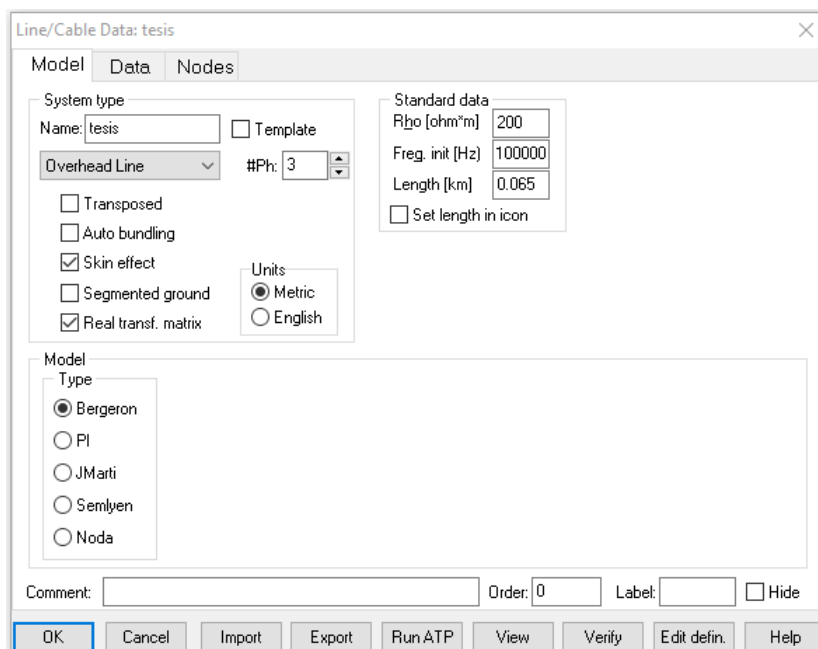 Line/Cable Data: tesis
Model Data Nodes
System type
Name: tesis Template
Overhead Line #Ph: 3
Transposed
Auto bundling
Skin effect
Segmented ground
Real transf. matrix
Units
Metric
English
Standard data
Rho [ohm*m] 200
Freq. init [Hz] 100000
Length [km] 0.065
Set length in icon
Model
Type
Bergeron
PI
JMarti
Semlyen
Noda
Comment: Order: 0 Label: Hide
OK Cancel Import Export Run ATP View Verify Edit defin. Help